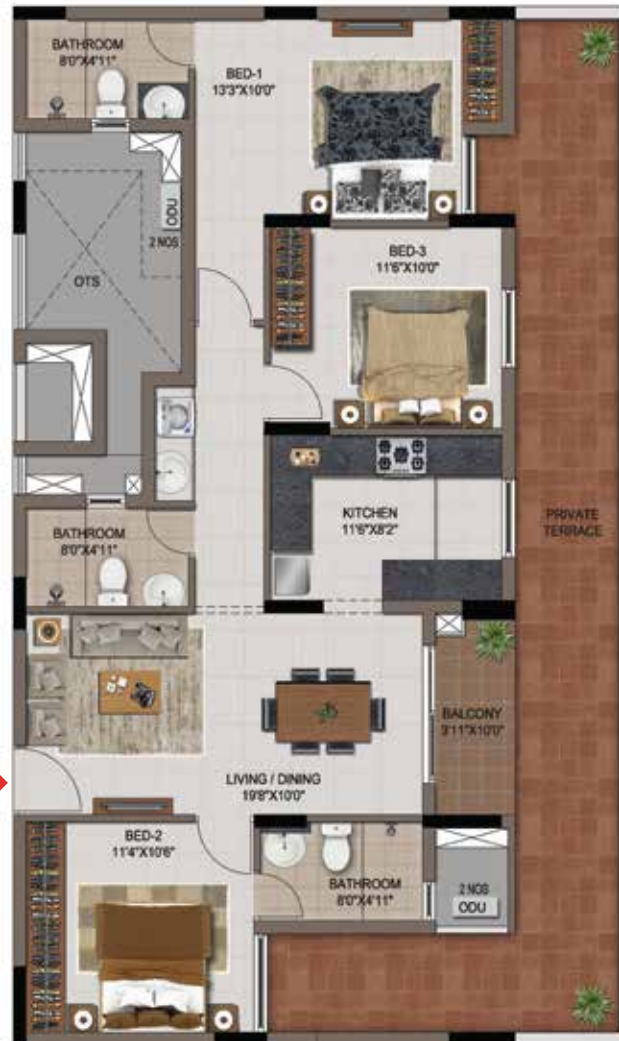 BATHROOM
8'0"X4'11"
BED-1
13'3"X10'0"
ODU
2 NOS
OTS
BED-3
11'6"X10'0"
KITCHEN
11'6"X8'2"
PRIVATE
TERRACE
BATHROOM
8'0"X4'11"
BALCONY
3'11"X10'0"
LIVING / DINING
19'8"X10'0"
BED-2
11'4"X10'6"
BATHROOM
8'0"X4'11"
2 NOS
ODU